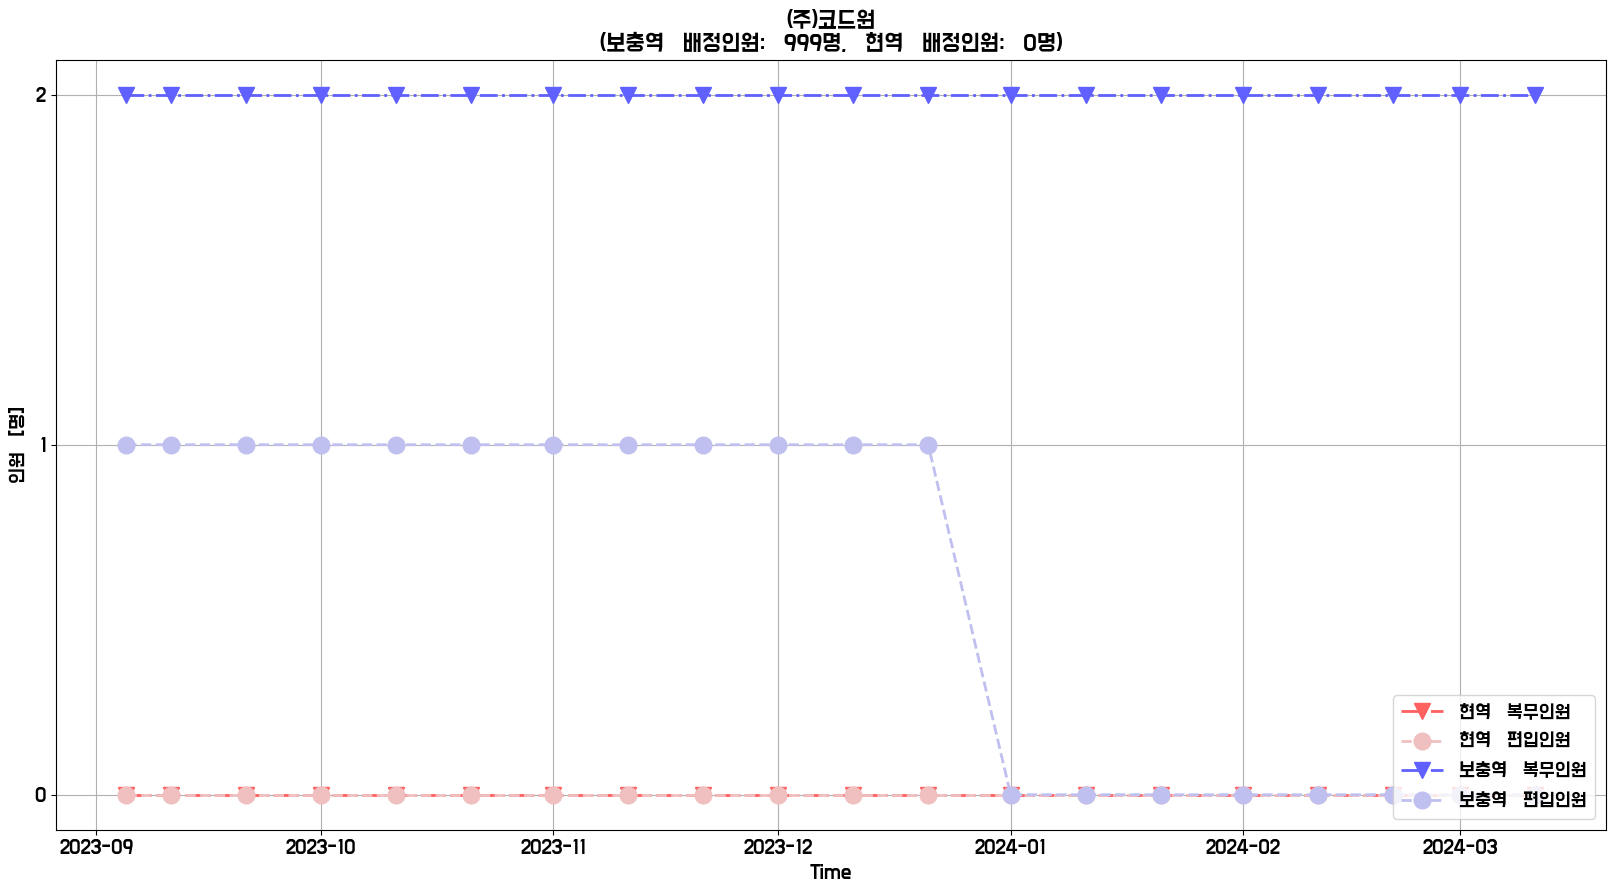 (주)코드원
(보충역 배정인원: 999명, 현역 배정인원: 0명)
2
1
0
인원 [명]
2023-09 2023-10 2023-11 2023-12 2024-01 2024-02 2024-03
Time
현역 복무인원
현역 편입인원
보충역 복무인원
보충역 편입인원